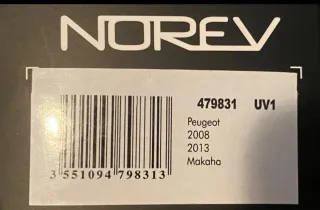 NOREV
479831 UV1
Peugeot
2008
2013
Makaha
3 551094 798313